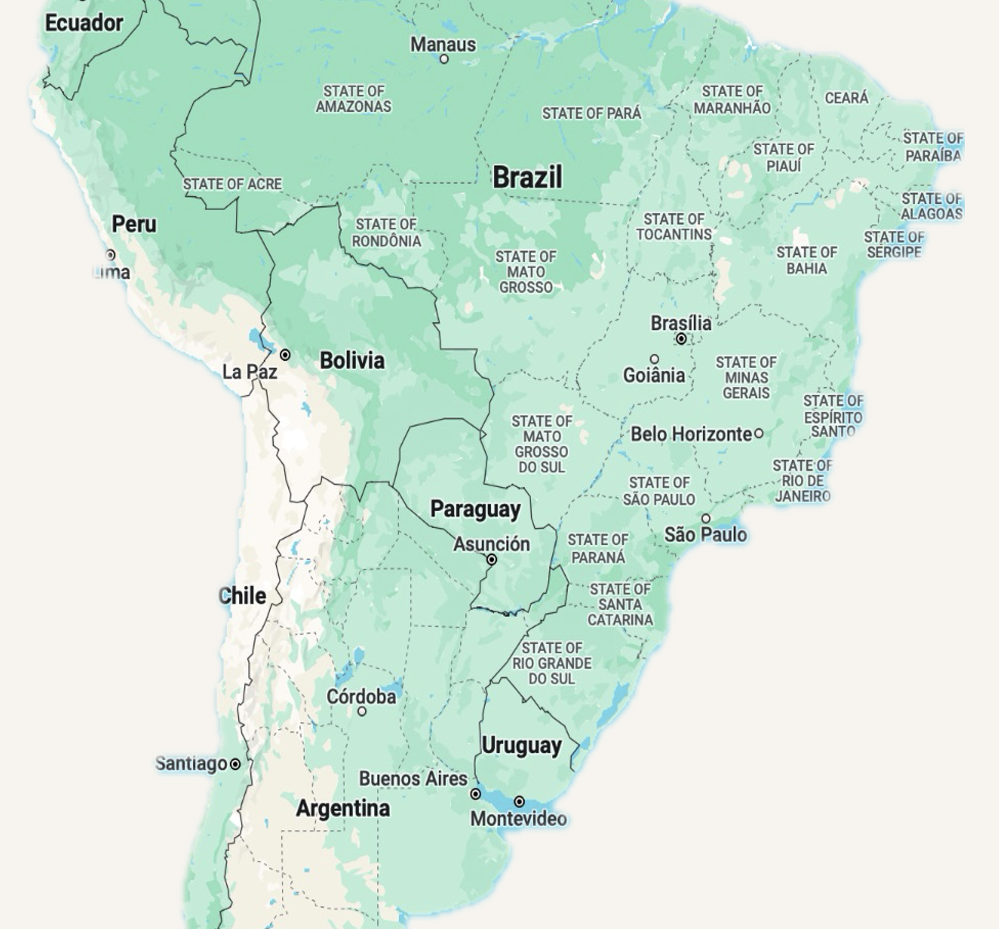 Ecuador
Manaus
STATE OF
AMAZONAS
STATE OF PARÁ
STATE OF
MARANHÃO
CEARÁ
STATE OF
PARAÍBA
STATE OF
PIAUÍ
Brazil
STATE OF ACRE
STATE OF
ALAGOAS
Peru
STATE OF
RONDÔNIA
STATE OF
TOCANTINS
STATE OF
SERGIPE
STATE OF
BAHIA
STATE OF
MATO
GROSSO
Lima
Brasília
La Paz
Bolivia
Goiânia
STATE OF
MINAS
GERAIS
STATE OF
ESPÍRITO
SANTO
STATE OF
MATO
GROSSO
DO SUL
Belo Horizonte
STATE OF
RIO DE
JANEIRO
STATE OF
SÃO PAULO
Paraguay
São Paulo
Asunción
STATE OF
PARANÁ
Chile
STATE OF
SANTA
CATARINA
STATE OF
RIO GRANDE
DO SUL
Córdoba
Uruguay
Santiago
Buenos Aires
Argentina
Montevideo